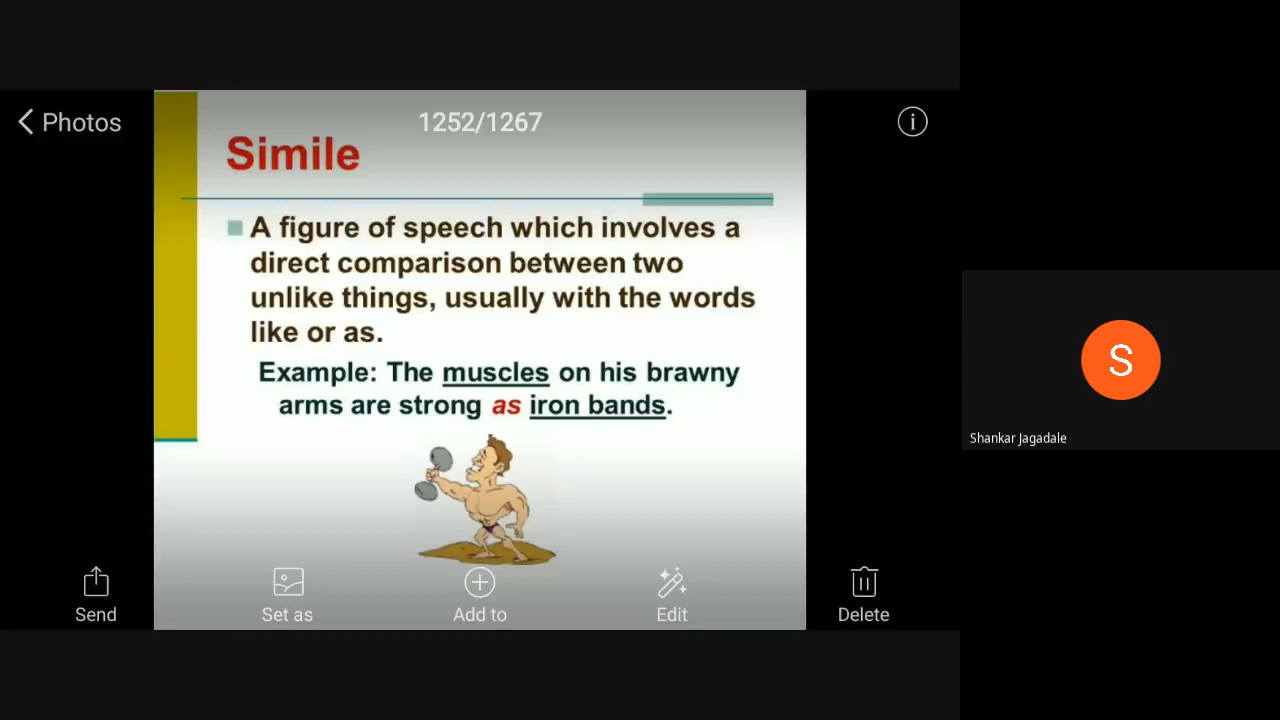 Photos
1252/1267
Simile
A figure of speech which involves a
direct comparison between two
unlike things, usually with the words
like or as.
Example: The muscles on his brawny
arms are strong as iron bands.
Send
Set as
Add to
Edit
Delete
S
Shankar Jagadale